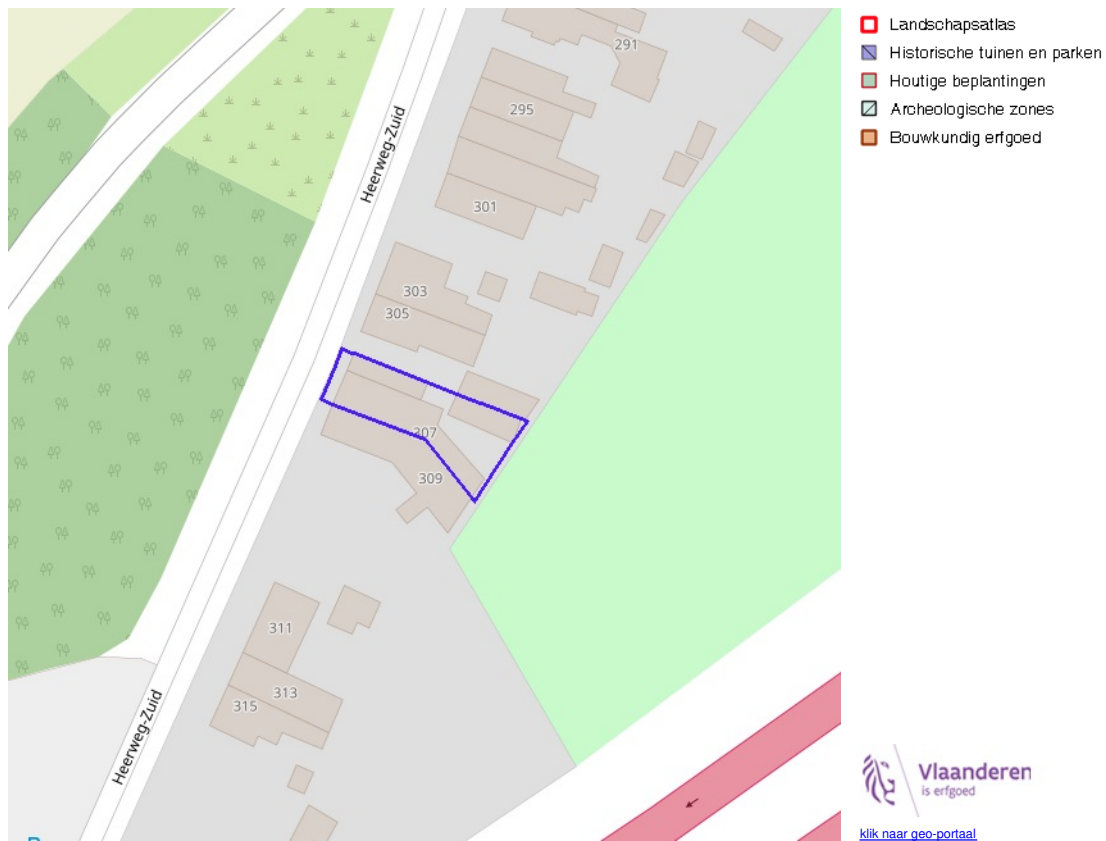 291
295
Heerweg-Zuid
301
303
305
307
309
311
313
315
Heerweg-Zuid
Landschapsatlas
Historische tuinen en parken
Houtige beplantingen
Archeologische zones
Bouwkundig erfgoed
Vlaanderen
is erfgoed
klik naar geo-portaal